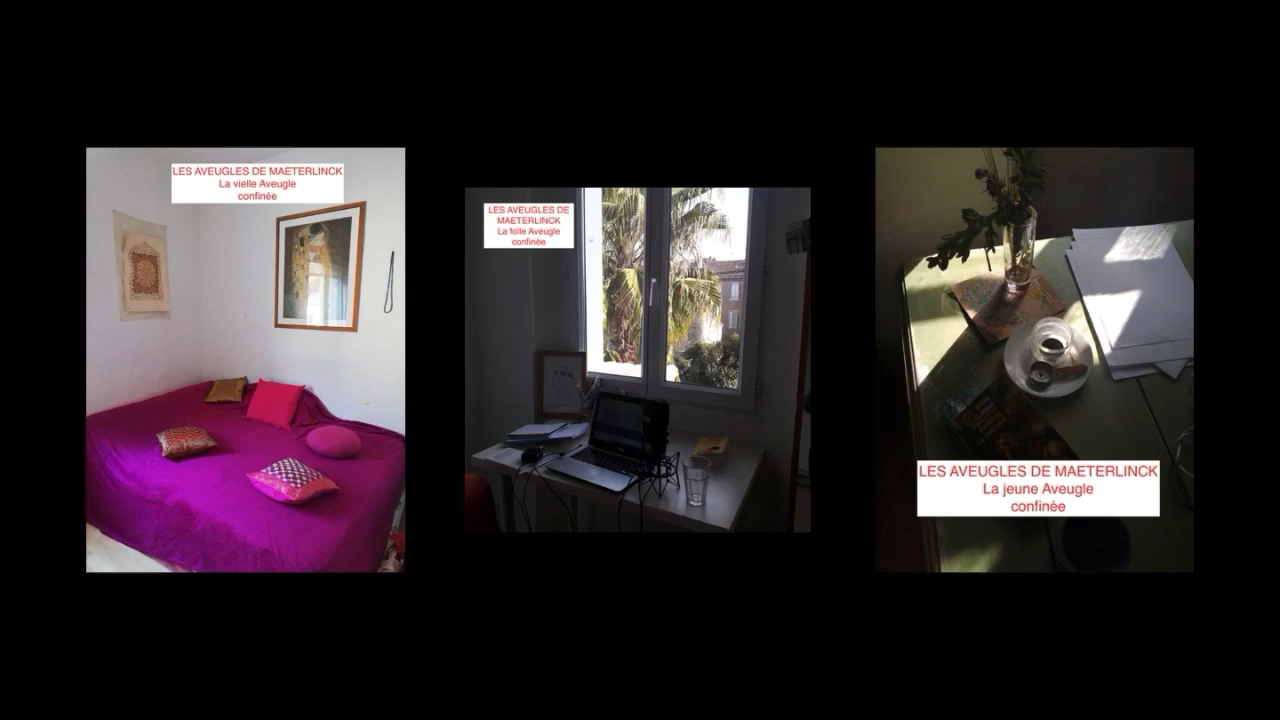 LES AVEUGLES DE MAETERLINCK
La vielle Aveugle
confinée
LES AVEUGLES DE
MAETERLINCK
La folle Aveugle
confinée
LES AVEUGLES DE MAETERLINCK
La jeune Aveugle
confinée